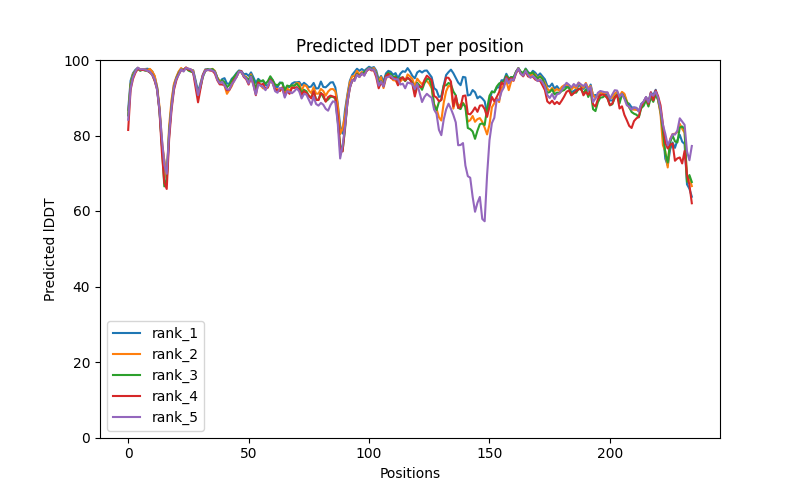 Predicted lDDT per position
Predicted lDDT
100
80
60
40
20
0
rank_1
rank_2
rank_3
rank_4
rank_5
0 50 100 150 200
Positions